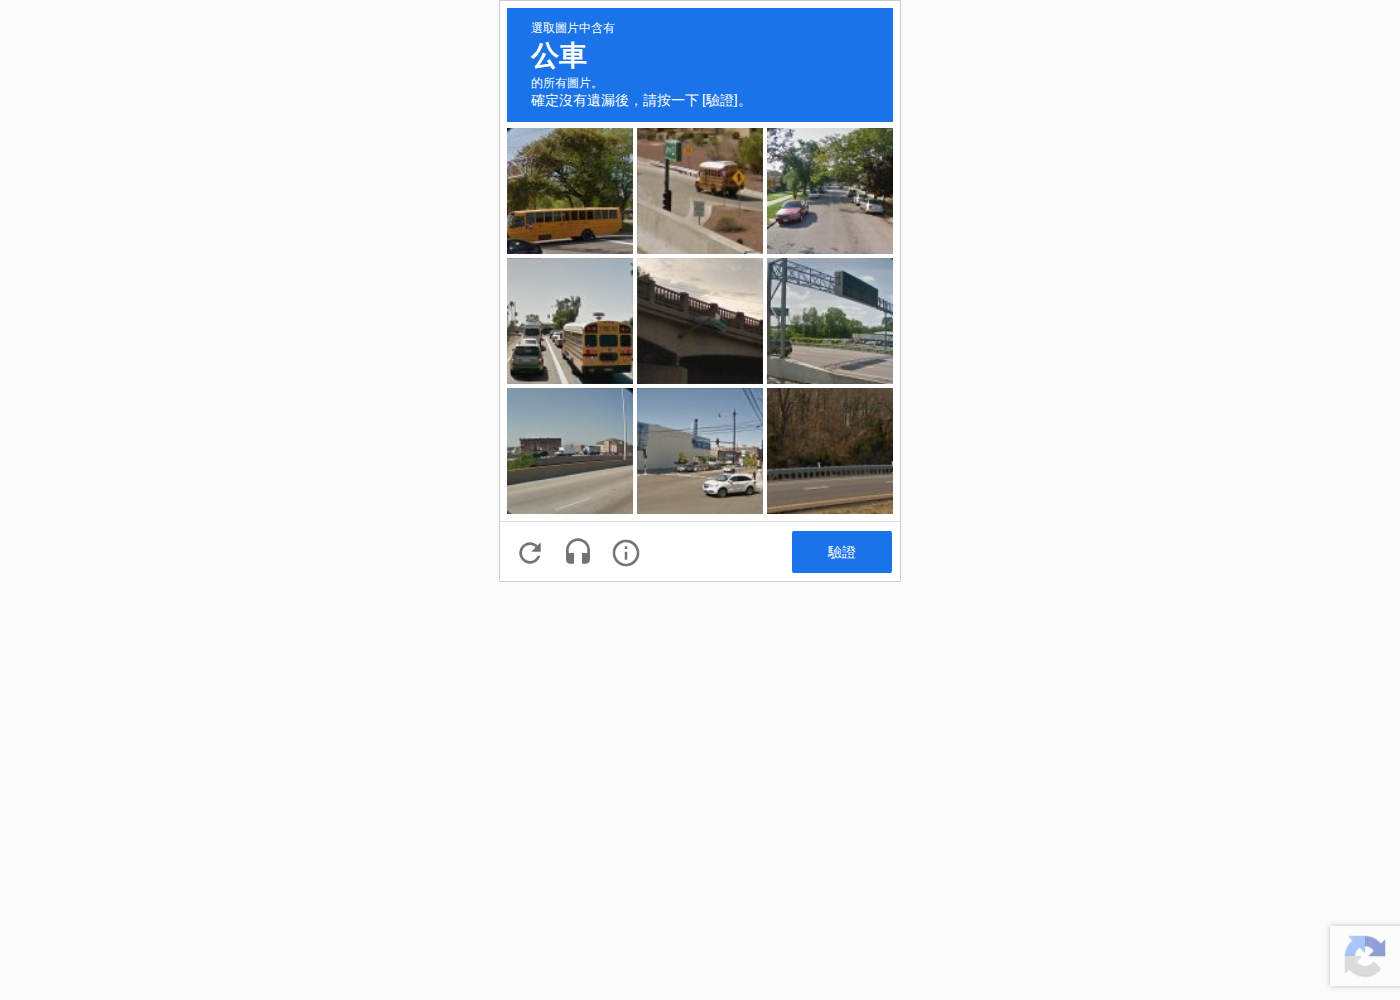 選取圖片中含有
公車
的所有圖片。
確定沒有遺漏後，請按一下 [驗證]。
驗證